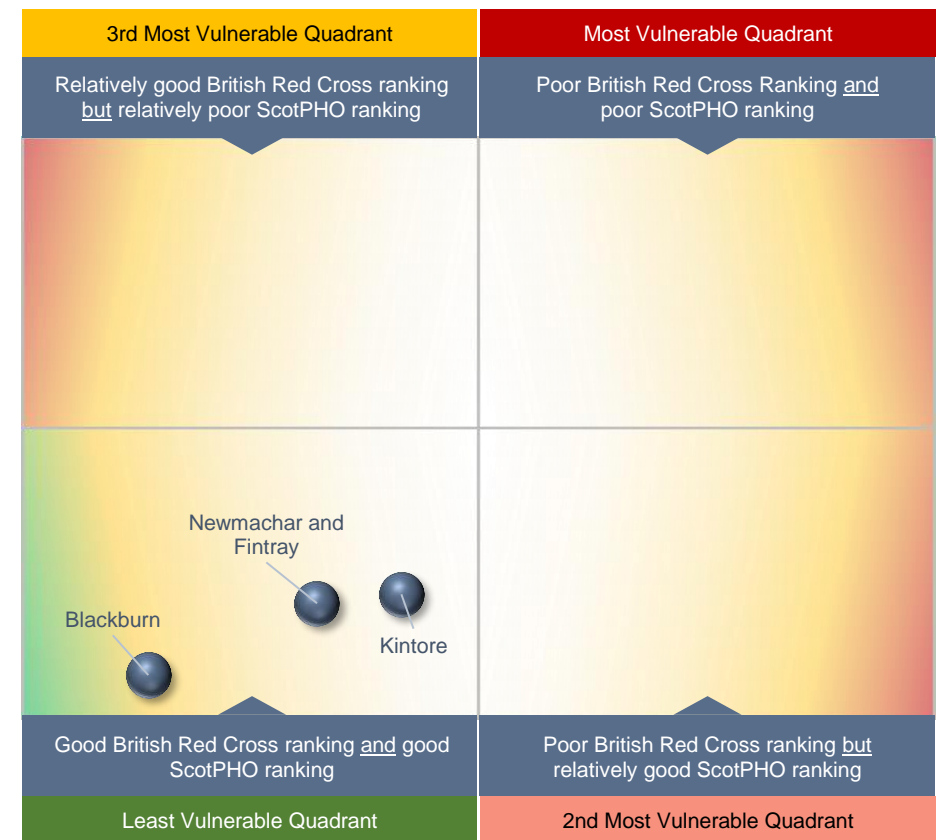 3rd Most Vulnerable Quadrant
Most Vulnerable Quadrant
Relatively good British Red Cross ranking
but relatively poor ScotPHO ranking
Poor British Red Cross Ranking and
poor ScotPHO ranking
Newmachar and
Fintray
Blackburn
Kintore
Good British Red Cross ranking and good
ScotPHO ranking
Poor British Red Cross ranking but
relatively good ScotPHO ranking
Least Vulnerable Quadrant
2nd Most Vulnerable Quadrant